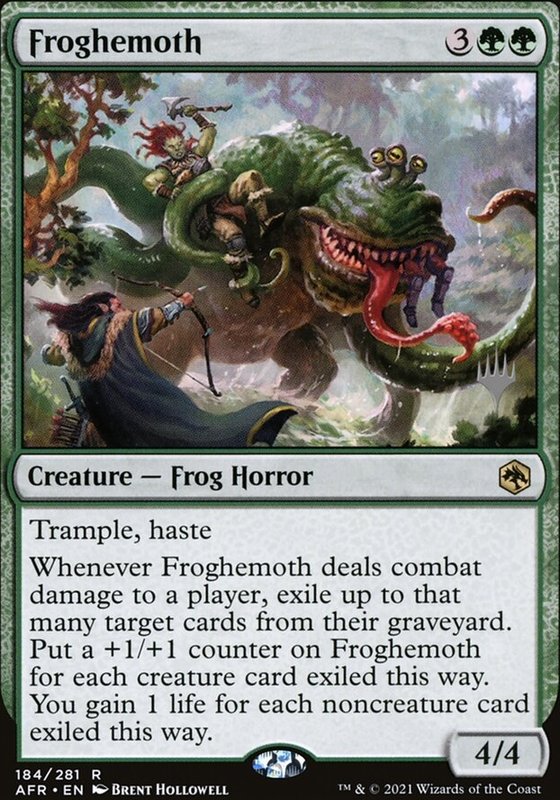 Froghemoth 3
Creature — Frog Horror
Trample, haste
Whenever Froghemoth deals combat
damage to a player, exile up to that
many target cards from their graveyard.
Put a +1/+1 counter on Froghemoth
for each creature card exiled this way.
You gain 1 life for each noncreature card
exiled this way.
4/4
184/281 R
AFR • EN Brent Hollowell ™ & © 2021 Wizards of the Coast